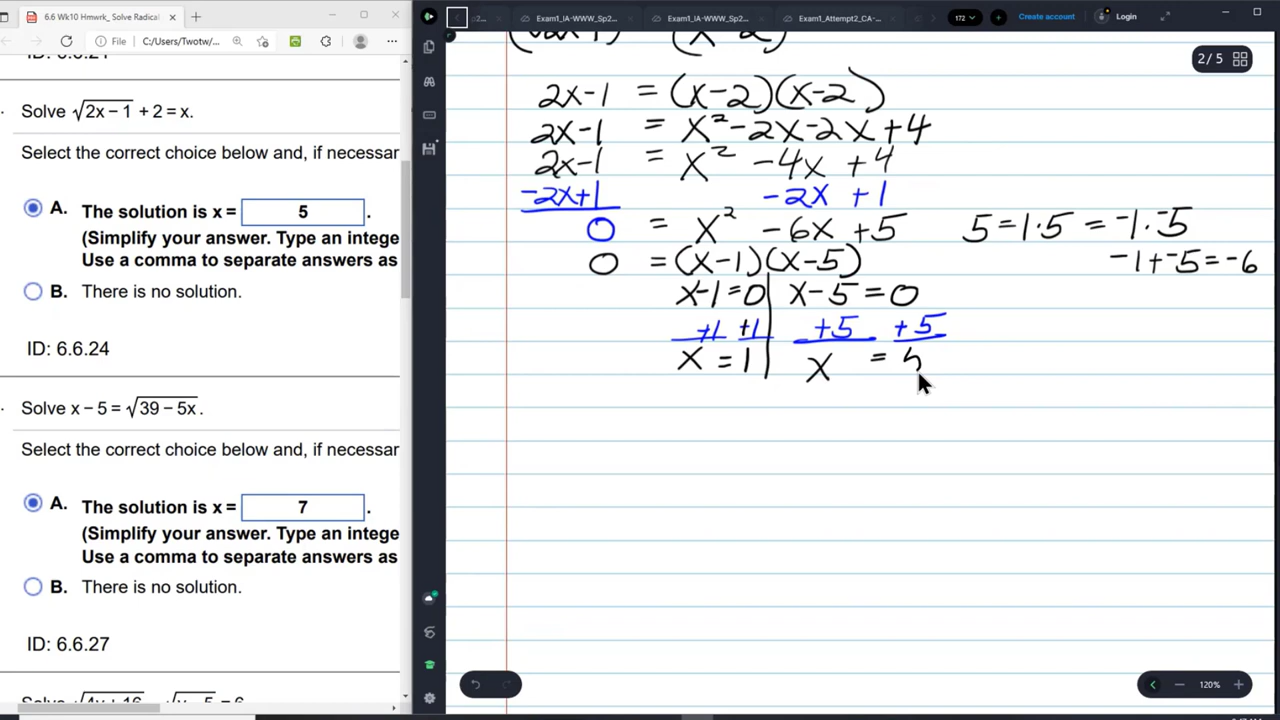 6.6 Wk10 Hmwrk_ Solve Radical
File
C:/Users/Twotw/...
Exam1_IA-WWW_Sp2...
Exam1_IA-WWW_Sp2...
Exam1_Attempt2_CA-...
172
Create account
Login
2/5
Solve √2x − 1 + 2 = x.
Select the correct choice below and, if necessar
A. The solution is x = 5 .
(Simplify your answer. Type an intege
Use a comma to separate answers as
B. There is no solution.
ID: 6.6.24
Solve x − 5 = √39 − 5x.
Select the correct choice below and, if necessar
A. The solution is x = 7 .
(Simplify your answer. Type an intege
Use a comma to separate answers as
B. There is no solution.
ID: 6.6.27
2x-1 = (x-2)(x-2)
2x-1 = x²-2x-2x+4
2x-1 = x² -4x +4
-2x+1 -2x +1
0 = x² -6x +5 5=1·5=-1·-5
0 = (x-1)(x-5) -1+-5=-6
x-1=0 | x-5=0
+1 +1 | +5 +5
x = 1 | x = 5
120%